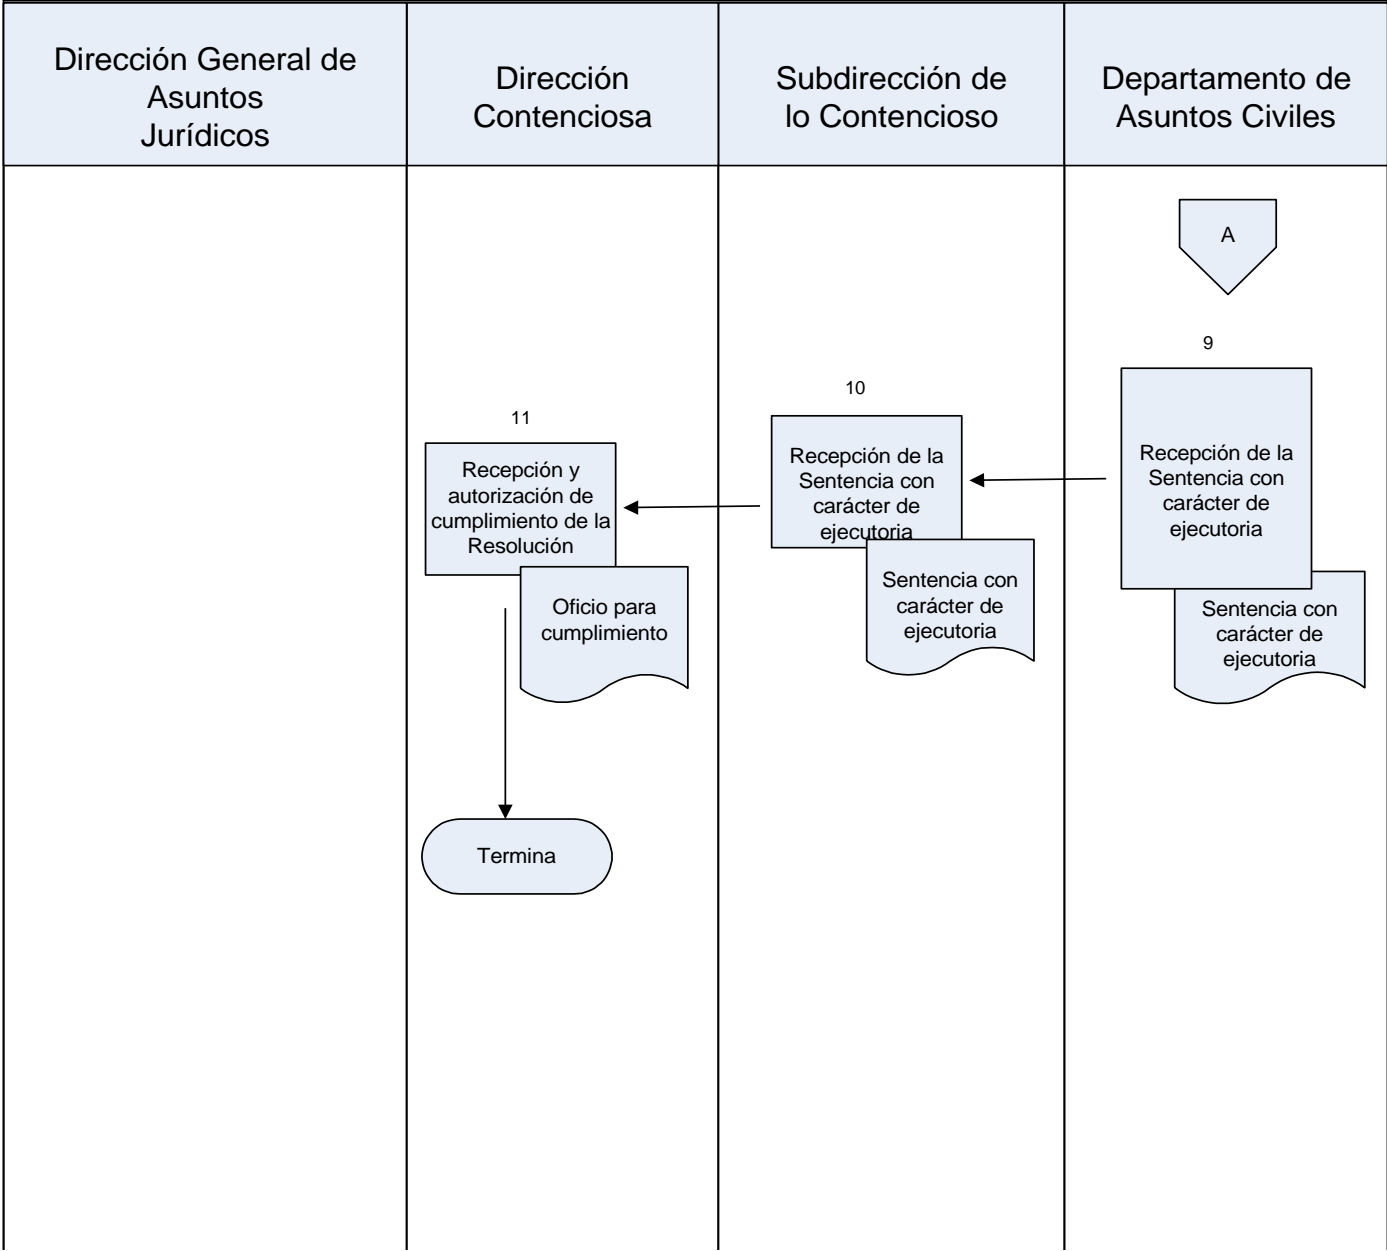 Dirección General de
Asuntos
Jurídicos
Dirección
Contenciosa
Subdirección de
lo Contencioso
Departamento de
Asuntos Civiles
A
9
Recepción de la
Sentencia con
carácter de
ejecutoria
Sentencia con
carácter de
ejecutoria
10
Recepción de la
Sentencia con
carácter de
ejecutoria
Sentencia con
carácter de
ejecutoria
11
Recepción y
autorización de
cumplimiento de la
Resolución
Oficio para
cumplimiento
Termina